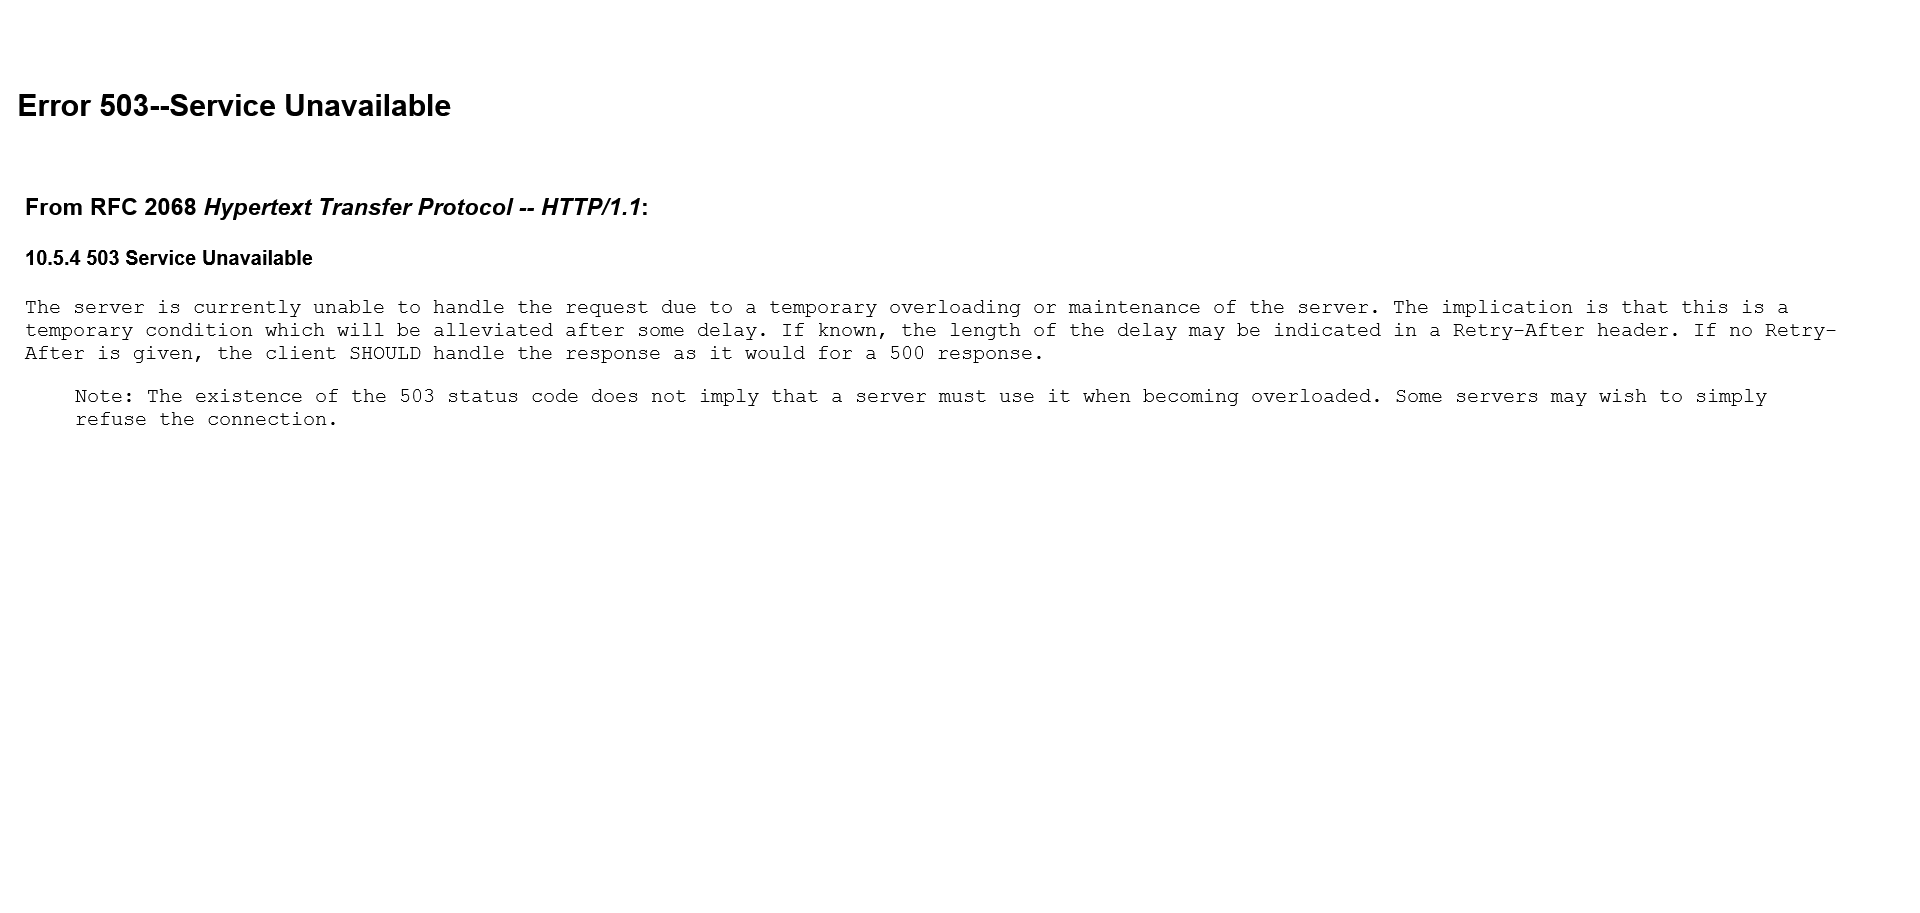 Error 503--Service Unavailable
From RFC 2068 Hypertext Transfer Protocol -- HTTP/1.1:
10.5.4 503 Service Unavailable
The server is currently unable to handle the request due to a temporary overloading or maintenance of the server. The implication is that this is a
temporary condition which will be alleviated after some delay. If known, the length of the delay may be indicated in a Retry-After header. If no Retry-
After is given, the client SHOULD handle the response as it would for a 500 response.
Note: The existence of the 503 status code does not imply that a server must use it when becoming overloaded. Some servers may wish to simply
refuse the connection.